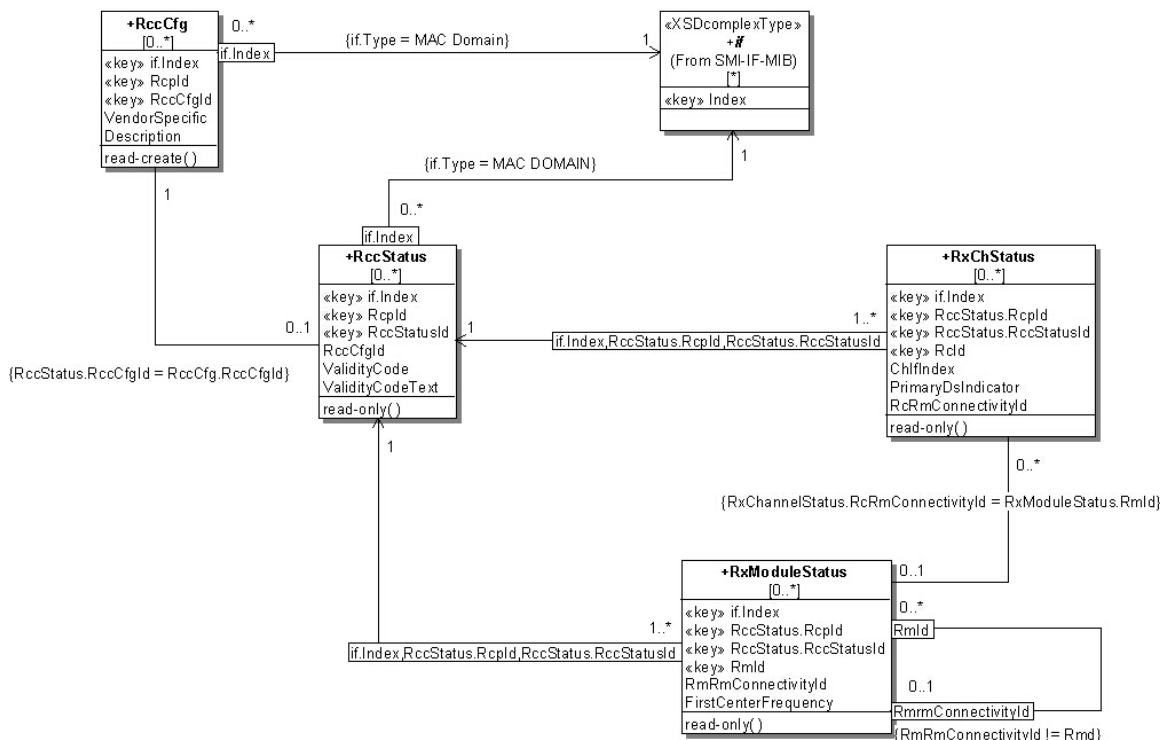 +RccCfg
[0..*]
«key» if.Index
«key» RcpId
«key» RccCfgId
VendorSpecific
Description
read-create()
0..*
if.Index
{if.Type = MAC Domain}
1
«XSDcomplexType»
+if
(From SMI-IF-MIB)
[*]
«key» Index
1
{if.Type = MAC DOMAIN}
1
0..*
if.Index
+RccStatus
[0..*]
«key» if.Index
«key» RcpId
«key» RccStatusId
RccCfgId
ValidityCode
ValidityCodeText
read-only()
0..1
{RccStatus.RccCfgId = RccCfg.RccCfgId}
1
1..*
if.Index,RccStatus.RcpId,RccStatus.RccStatusId
+RxChStatus
[0..*]
«key» if.Index
«key» RccStatus.RcpId
«key» RccStatus.RccStatusId
«key» RcId
ChIfIndex
PrimaryDsIndicator
RcRmConnectivityId
read-only()
1
0..*
{RxChannelStatus.RcRmConnectivityId = RxModuleStatus.RmId}
+RxModuleStatus
[0..*]
«key» if.Index
«key» RccStatus.RcpId
«key» RccStatus.RccStatusId
«key» RmId
RmRmConnectivityId
FirstCenterFrequency
read-only()
1..*
if.Index,RccStatus.RcpId,RccStatus.RccStatusId
0..1
0..*
RmId
0..1
RmrmConnectivityId
{RmRmConnectivityId != Rmd}